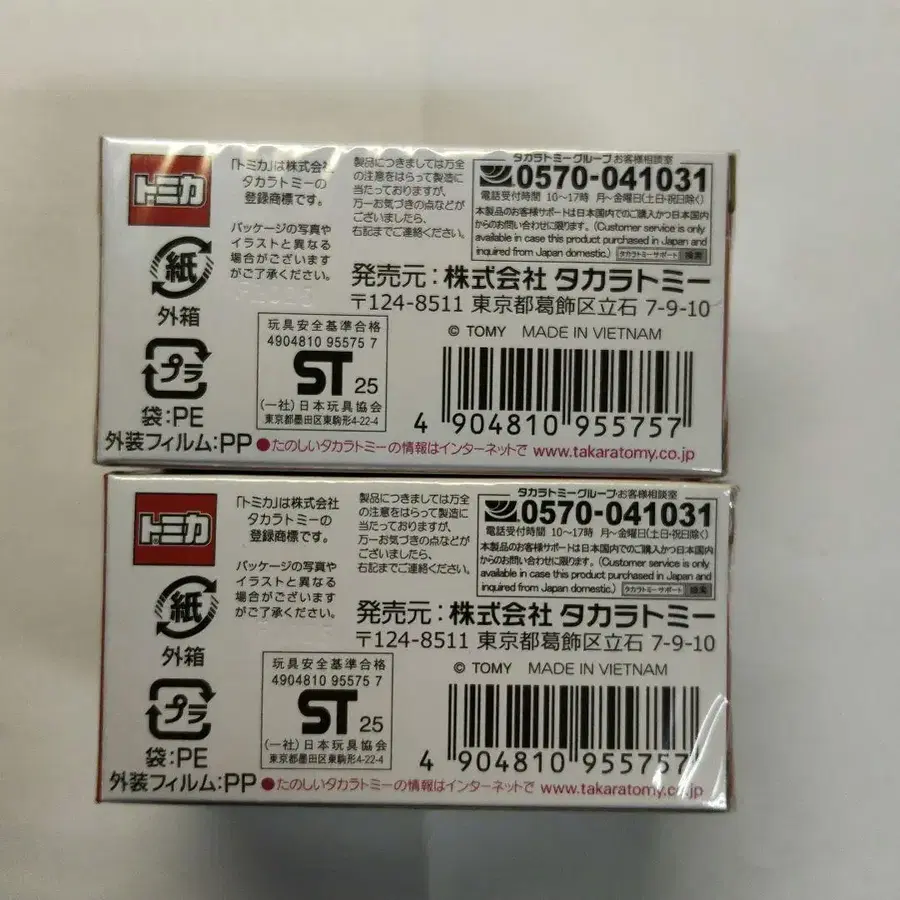 トミカ
「トミカ」は株式会社
タカラトミーの
登録商標です。
パッケージの写真や
イラストと異なる
場合がございます
がご了承ください。
製品につきましては万全
の注意をはらって製造に
当たっておりますが、
万一お気づきの点などが
ございましたら、
右記までご連絡ください。
タカラトミーグループお客様相談室
0570-041031
電話受付時間 10〜17時 月〜金曜日(土日・祝日除く)
本製品のお客様サポートは日本国内でのご購入かつ日本国内
からのお問い合わせに限ります。(Customer service is only
available in case this product purchased in Japan and
inquired from Japan domestic.) タカラトミーサポート 検索
発売元：株式会社 タカラトミー
〒124-8511 東京都葛飾区立石 7-9-10
紙
外箱
プラ
袋：PE
外装フィルム：PP
玩具安全基準合格
4904810 95575 7
ST 25
(一社)日本玩具協会
東京都墨田区東駒形4-22-4
© TOMY MADE IN VIETNAM
4 904810 955757
●たのしいタカラトミーの情報はインターネットで www.takaratomy.co.jp
トミカ
「トミカ」は株式会社
タカラトミーの
登録商標です。
パッケージの写真や
イラストと異なる
場合がございます
がご了承ください。
製品につきましては万全
の注意をはらって製造に
当たっておりますが、
万一お気づきの点などが
ございましたら、
右記までご連絡ください。
タカラトミーグループお客様相談室
0570-041031
電話受付時間 10〜17時 月〜金曜日(土日・祝日除く)
本製品のお客様サポートは日本国内でのご購入かつ日本国内
からのお問い合わせに限ります。(Customer service is only
available in case this product purchased in Japan and
inquired from Japan domestic.) タカラトミーサポート 検索
発売元：株式会社 タカラトミー
〒124-8511 東京都葛飾区立石 7-9-10
紙
外箱
プラ
袋：PE
外装フィルム：PP
玩具安全基準合格
4904810 95575 7
ST 25
(一社)日本玩具協会
東京都墨田区東駒形4-22-4
© TOMY MADE IN VIETNAM
4 904810 955757
●たのしいタカラトミーの情報はインターネットで www.takaratomy.co.jp